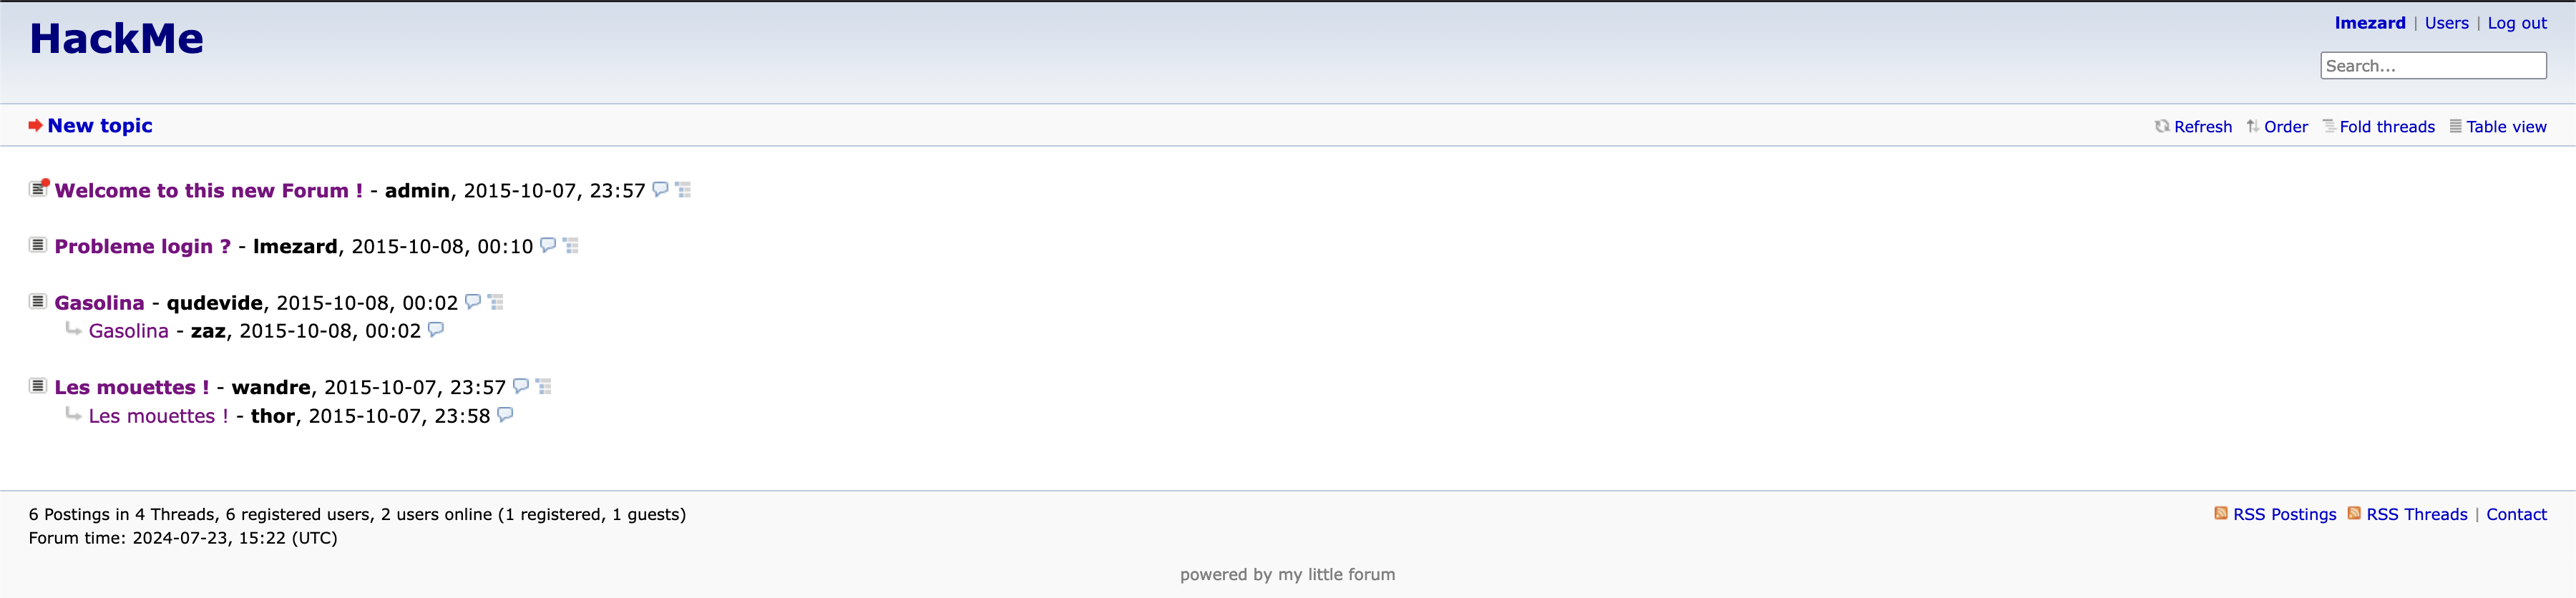 HackMe
lmezard | Users | Log out
Search...
New topic
Refresh Order Fold threads Table view
Welcome to this new Forum ! - admin, 2015-10-07, 23:57
Probleme login ? - lmezard, 2015-10-08, 00:10
Gasolina - qudevide, 2015-10-08, 00:02
Gasolina - zaz, 2015-10-08, 00:02
Les mouettes ! - wandre, 2015-10-07, 23:57
Les mouettes ! - thor, 2015-10-07, 23:58
6 Postings in 4 Threads, 6 registered users, 2 users online (1 registered, 1 guests)
RSS Postings RSS Threads | Contact
Forum time: 2024-07-23, 15:22 (UTC)
powered by my little forum